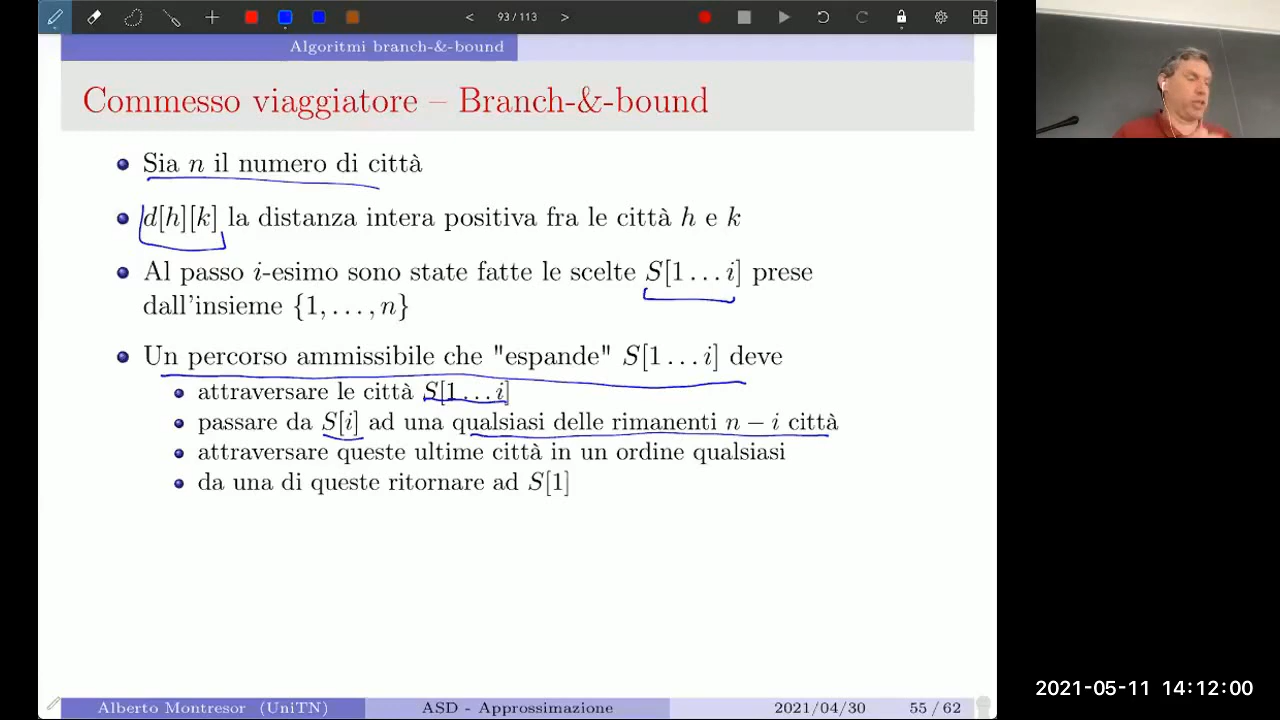 93 / 113
Algoritmi branch-&-bound
Commesso viaggiatore – Branch-&-bound
Sia n il numero di città
d[h][k] la distanza intera positiva fra le città h e k
Al passo i-esimo sono state fatte le scelte S[1 . . . i] prese
dall'insieme {1, . . . , n}
Un percorso ammissibile che "espande" S[1 . . . i] deve
attraversare le città S[1 . . . i]
passare da S[i] ad una qualsiasi delle rimanenti n − i città
attraversare queste ultime città in un ordine qualsiasi
da una di queste ritornare ad S[1]
Alberto Montresor (UniTN) ASD - Approssimazione 2021/04/30 55 / 62
2021-05-11 14:12:00